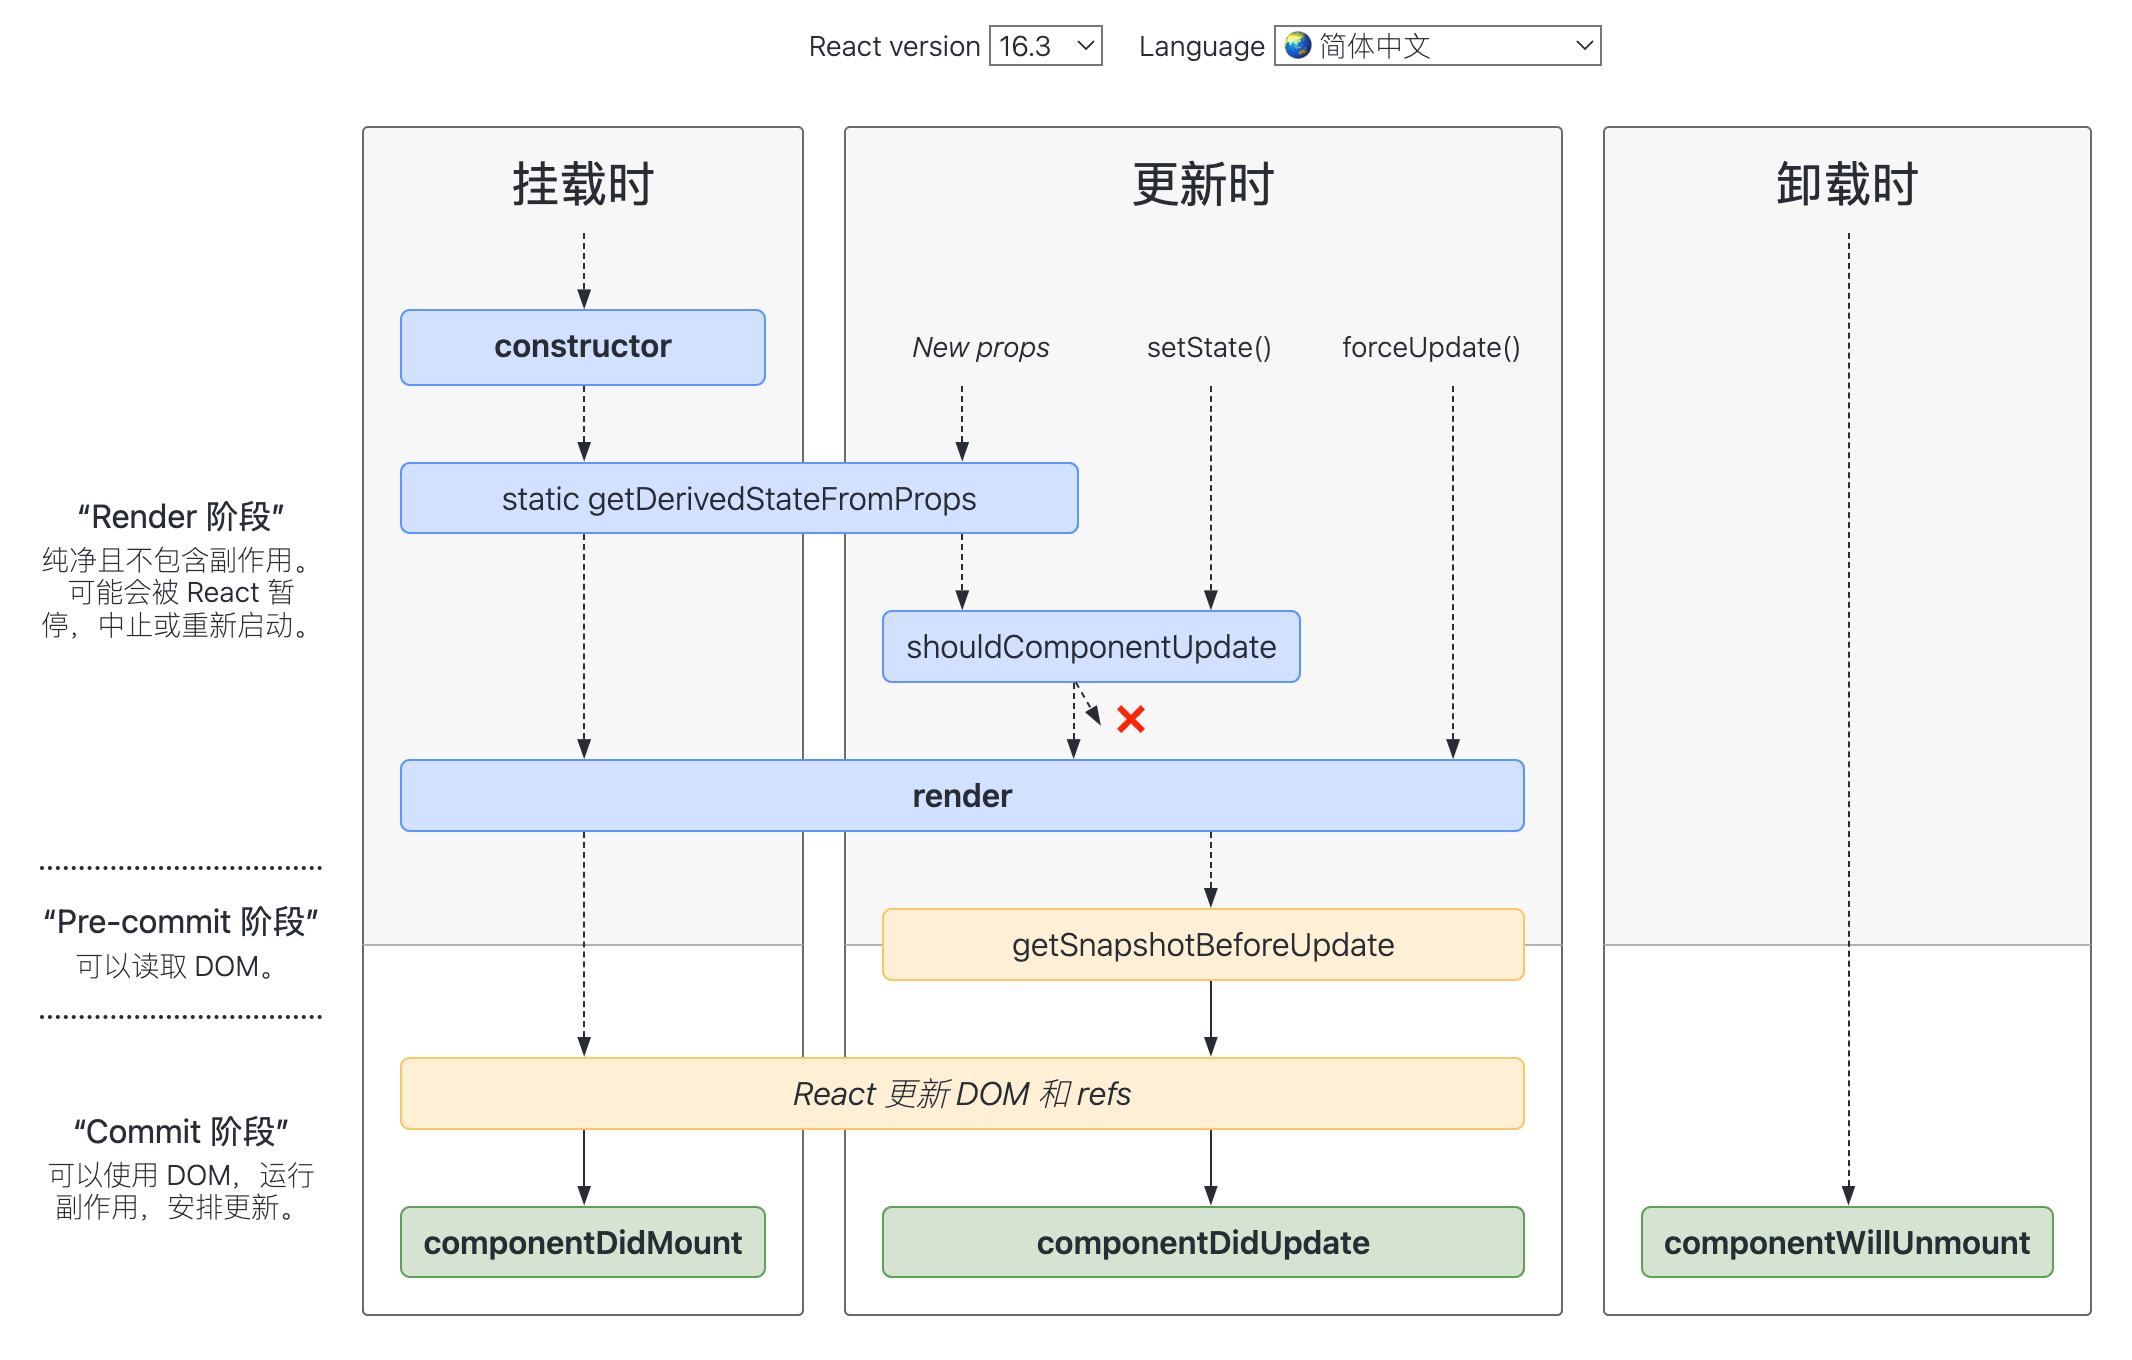 React version 16.3 Language 简体中文
挂载时
更新时
卸载时
constructor
New props
setState()
forceUpdate()
static getDerivedStateFromProps
“Render 阶段”
纯净且不包含副作用。
可能会被 React 暂
停，中止或重新启动。
shouldComponentUpdate
render
“Pre-commit 阶段”
可以读取 DOM。
getSnapshotBeforeUpdate
React 更新 DOM 和 refs
“Commit 阶段”
可以使用 DOM，运行
副作用，安排更新。
componentDidMount
componentDidUpdate
componentWillUnmount